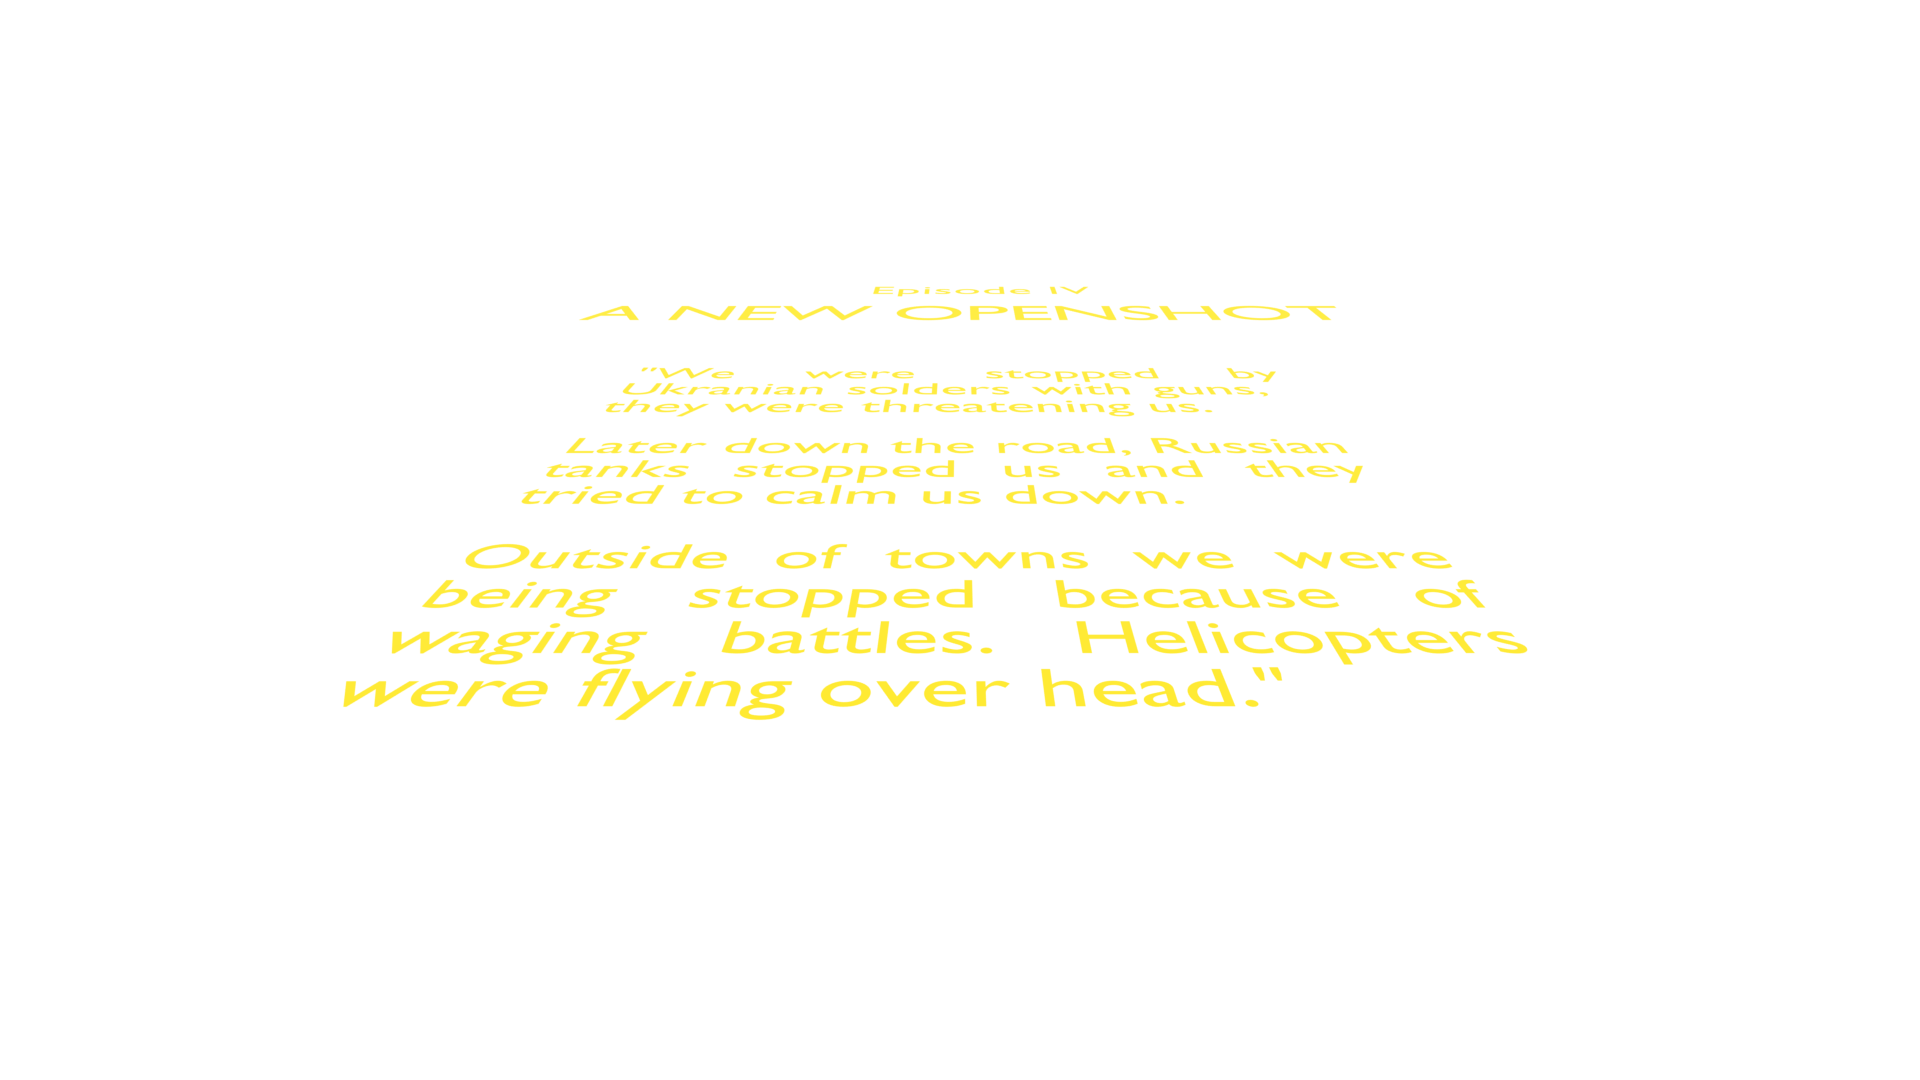 Episode IV
A NEW OPENSHOT
"We were stopped by
Ukranian solders with guns,
they were threatening us.
Later down the road, Russian
tanks stopped us and they
tried to calm us down.
Outside of towns we were
being stopped because of
waging battles. Helicopters
were flying over head."